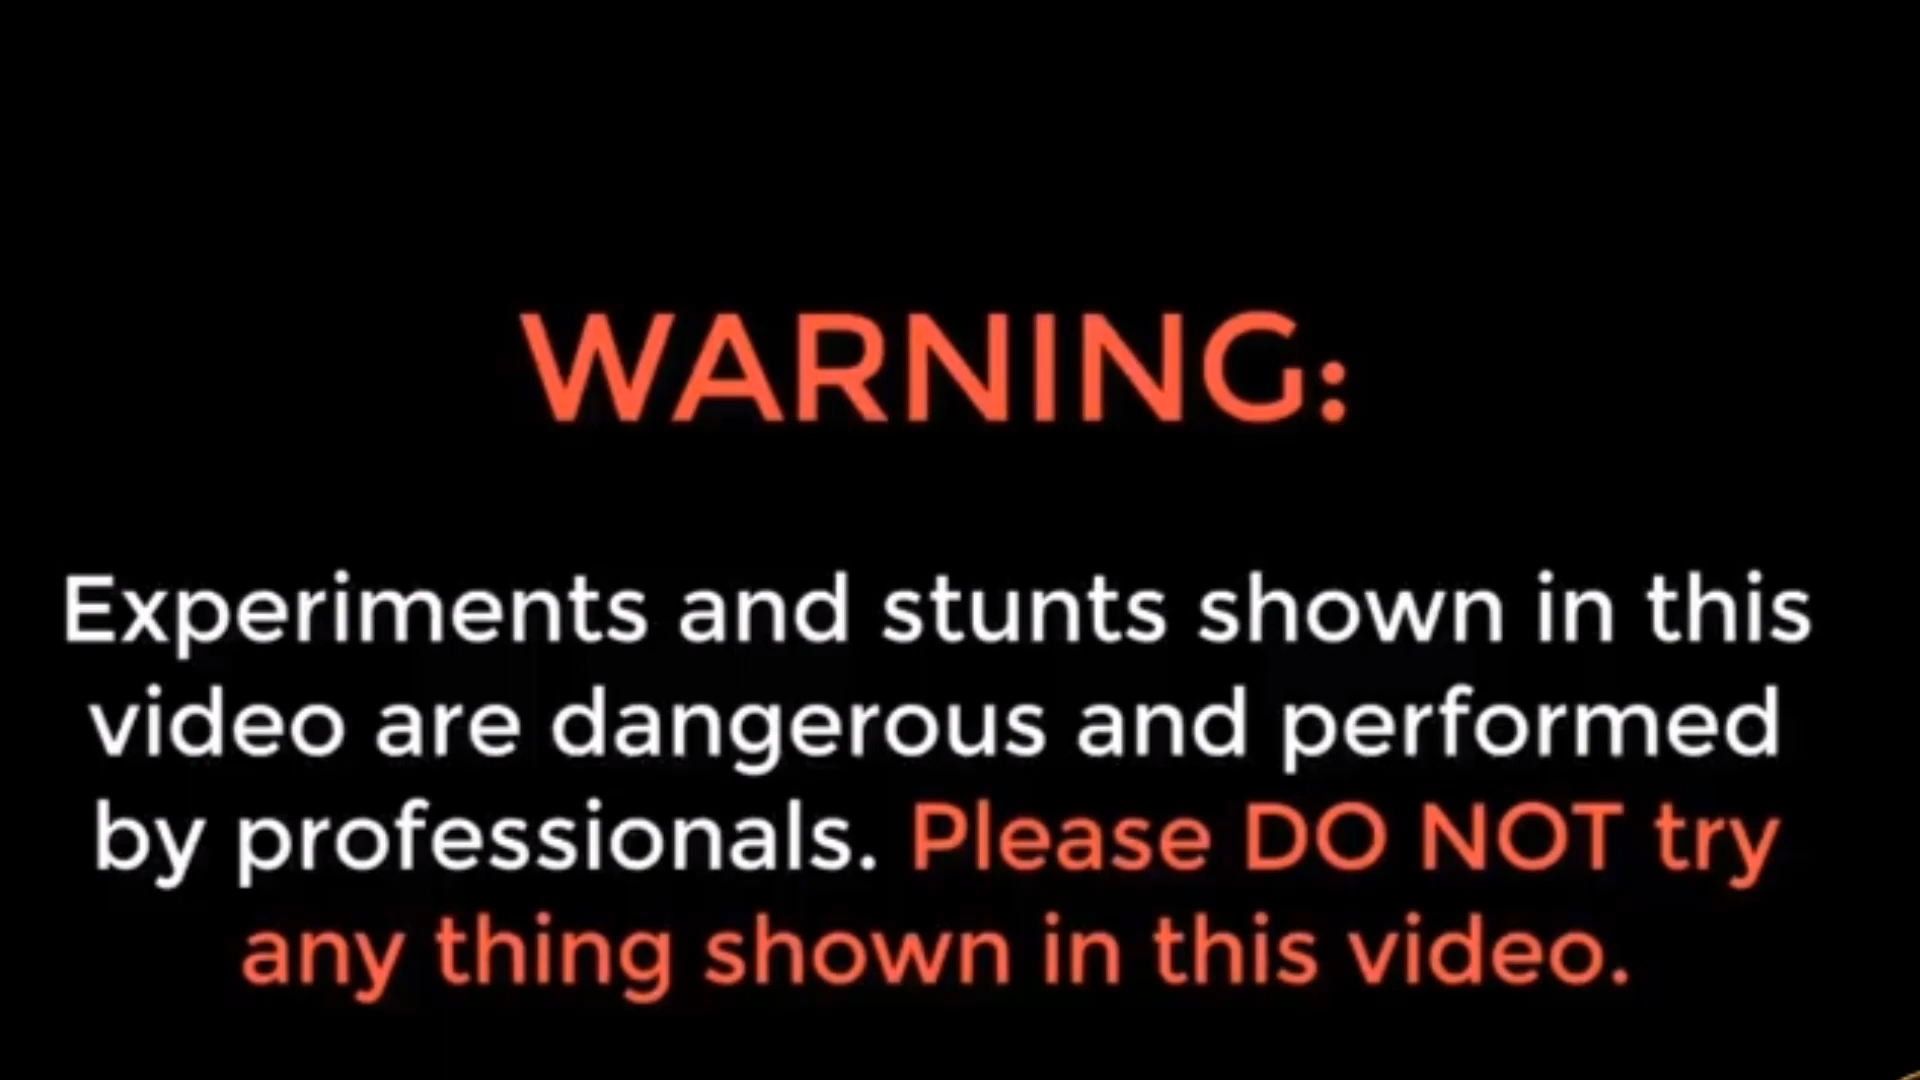 WARNING:
Experiments and stunts shown in this
video are dangerous and performed
by professionals. Please DO NOT try
any thing shown in this video.